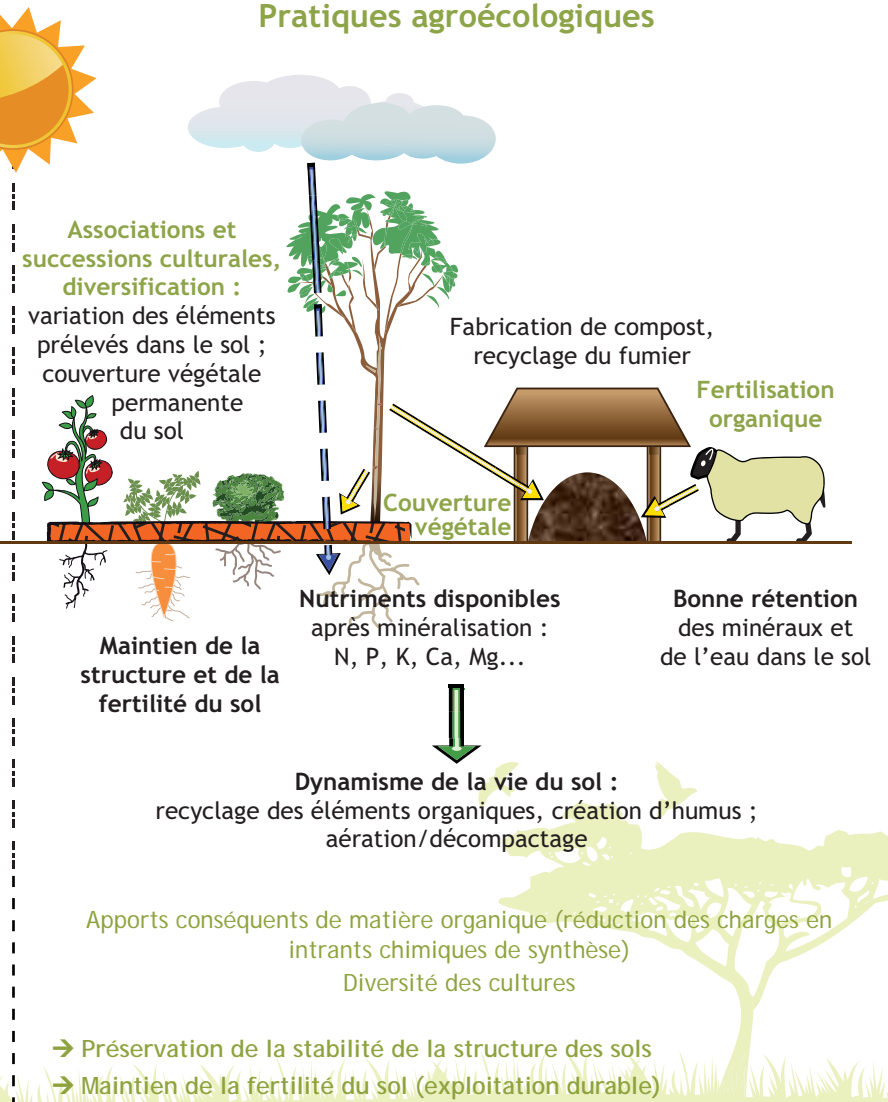 Pratiques agroécologiques
Associations et
successions culturales,
diversification :
variation des éléments
prélevés dans le sol ;
couverture végétale
permanente
du sol
Fabrication de compost,
recyclage du fumier
Fertilisation
organique
Couverture
végétale
Maintien de la
structure et de la
fertilité du sol
Nutriments disponibles
après minéralisation :
N, P, K, Ca, Mg...
Bonne rétention
des minéraux et
de l'eau dans le sol
Dynamisme de la vie du sol :
recyclage des éléments organiques, création d'humus ;
aération/décompactage
Apports conséquents de matière organique (réduction des charges en
intrants chimiques de synthèse)
Diversité des cultures
→ Préservation de la stabilité de la structure des sols
→ Maintien de la fertilité du sol (exploitation durable)